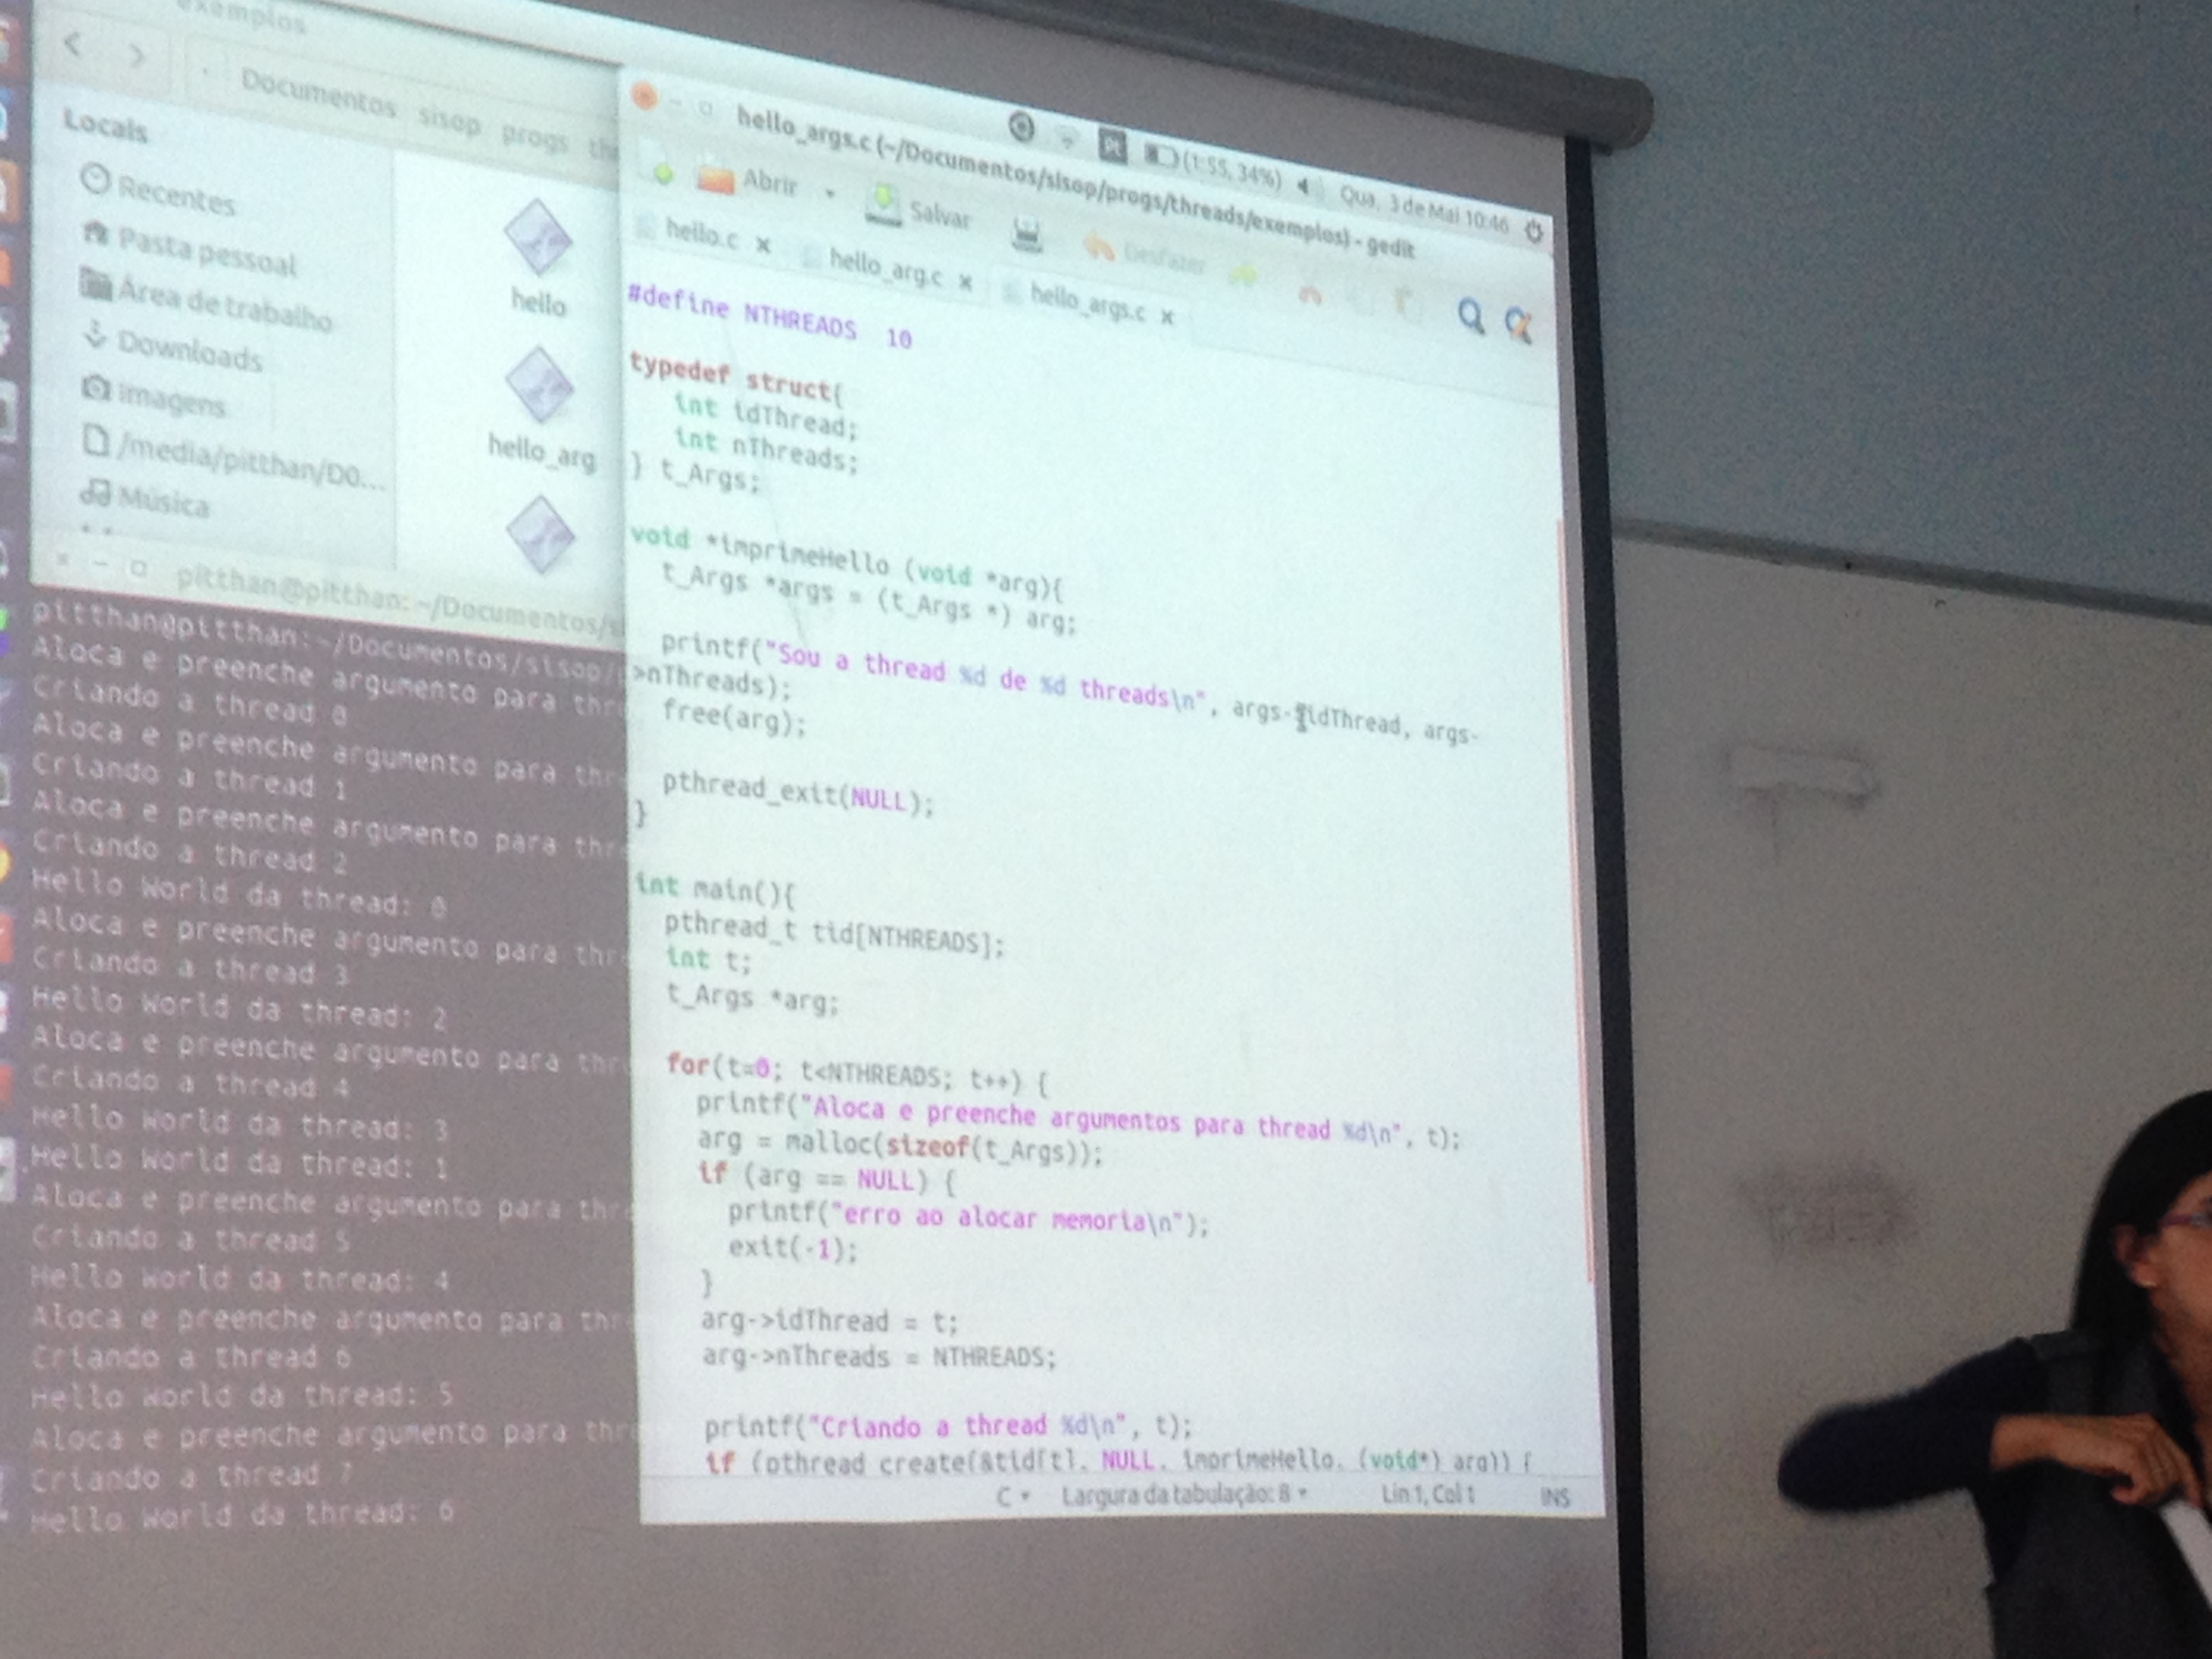 exemplos
Documentos sisop progs th
Locais
Recentes
Pasta pessoal
Área de trabalho
Downloads
Imagens
/media/pitthan/D0...
Música
hello
hello_arg
pitthan@pitthan: ~/Documentos/s
pitthan@pitthan:~/Documentos/sisop/
Aloca e preenche argumento para thr
Criando a thread 0
Aloca e preenche argumento para thr
Criando a thread 1
Aloca e preenche argumento para thr
Criando a thread 2
Hello World da thread: 0
Aloca e preenche argumento para thr
Criando a thread 3
Hello World da thread: 2
Aloca e preenche argumento para thr
Criando a thread 4
Hello World da thread: 3
Hello World da thread: 1
Aloca e preenche argumento para thr
Criando a thread 5
Hello World da thread: 4
Aloca e preenche argumento para thr
Criando a thread 6
Hello World da thread: 5
Aloca e preenche argumento para thr
Criando a thread 7
Hello World da thread: 6
Pt (1:55, 34%) Qua, 3 de Mai 10:46
hello_args.c (~/Documentos/sisop/progs/threads/exemplos) - gedit
Abrir Salvar Desfazer
hello.c x hello_arg.c x hello_args.c x
#define NTHREADS 10
typedef struct{
int idThread;
int nThreads;
} t_Args;
void *imprimeHello (void *arg){
t_Args *args = (t_Args *) arg;
printf("Sou a thread %d de %d threads\n", args->idThread, args-
>nThreads);
free(arg);
pthread_exit(NULL);
}
int main(){
pthread_t tid[NTHREADS];
int t;
t_Args *arg;
for(t=0; t<NTHREADS; t++) {
printf("Aloca e preenche argumentos para thread %d\n", t);
arg = malloc(sizeof(t_Args));
if (arg == NULL) {
printf("erro ao alocar memoria\n");
exit(-1);
}
arg->idThread = t;
arg->nThreads = NTHREADS;
printf("Criando a thread %d\n", t);
if (pthread_create(&tid[t], NULL, imprimeHello, (void*) arg)) {
C Largura da tabulação: 8 Lin 1, Col 1 INS